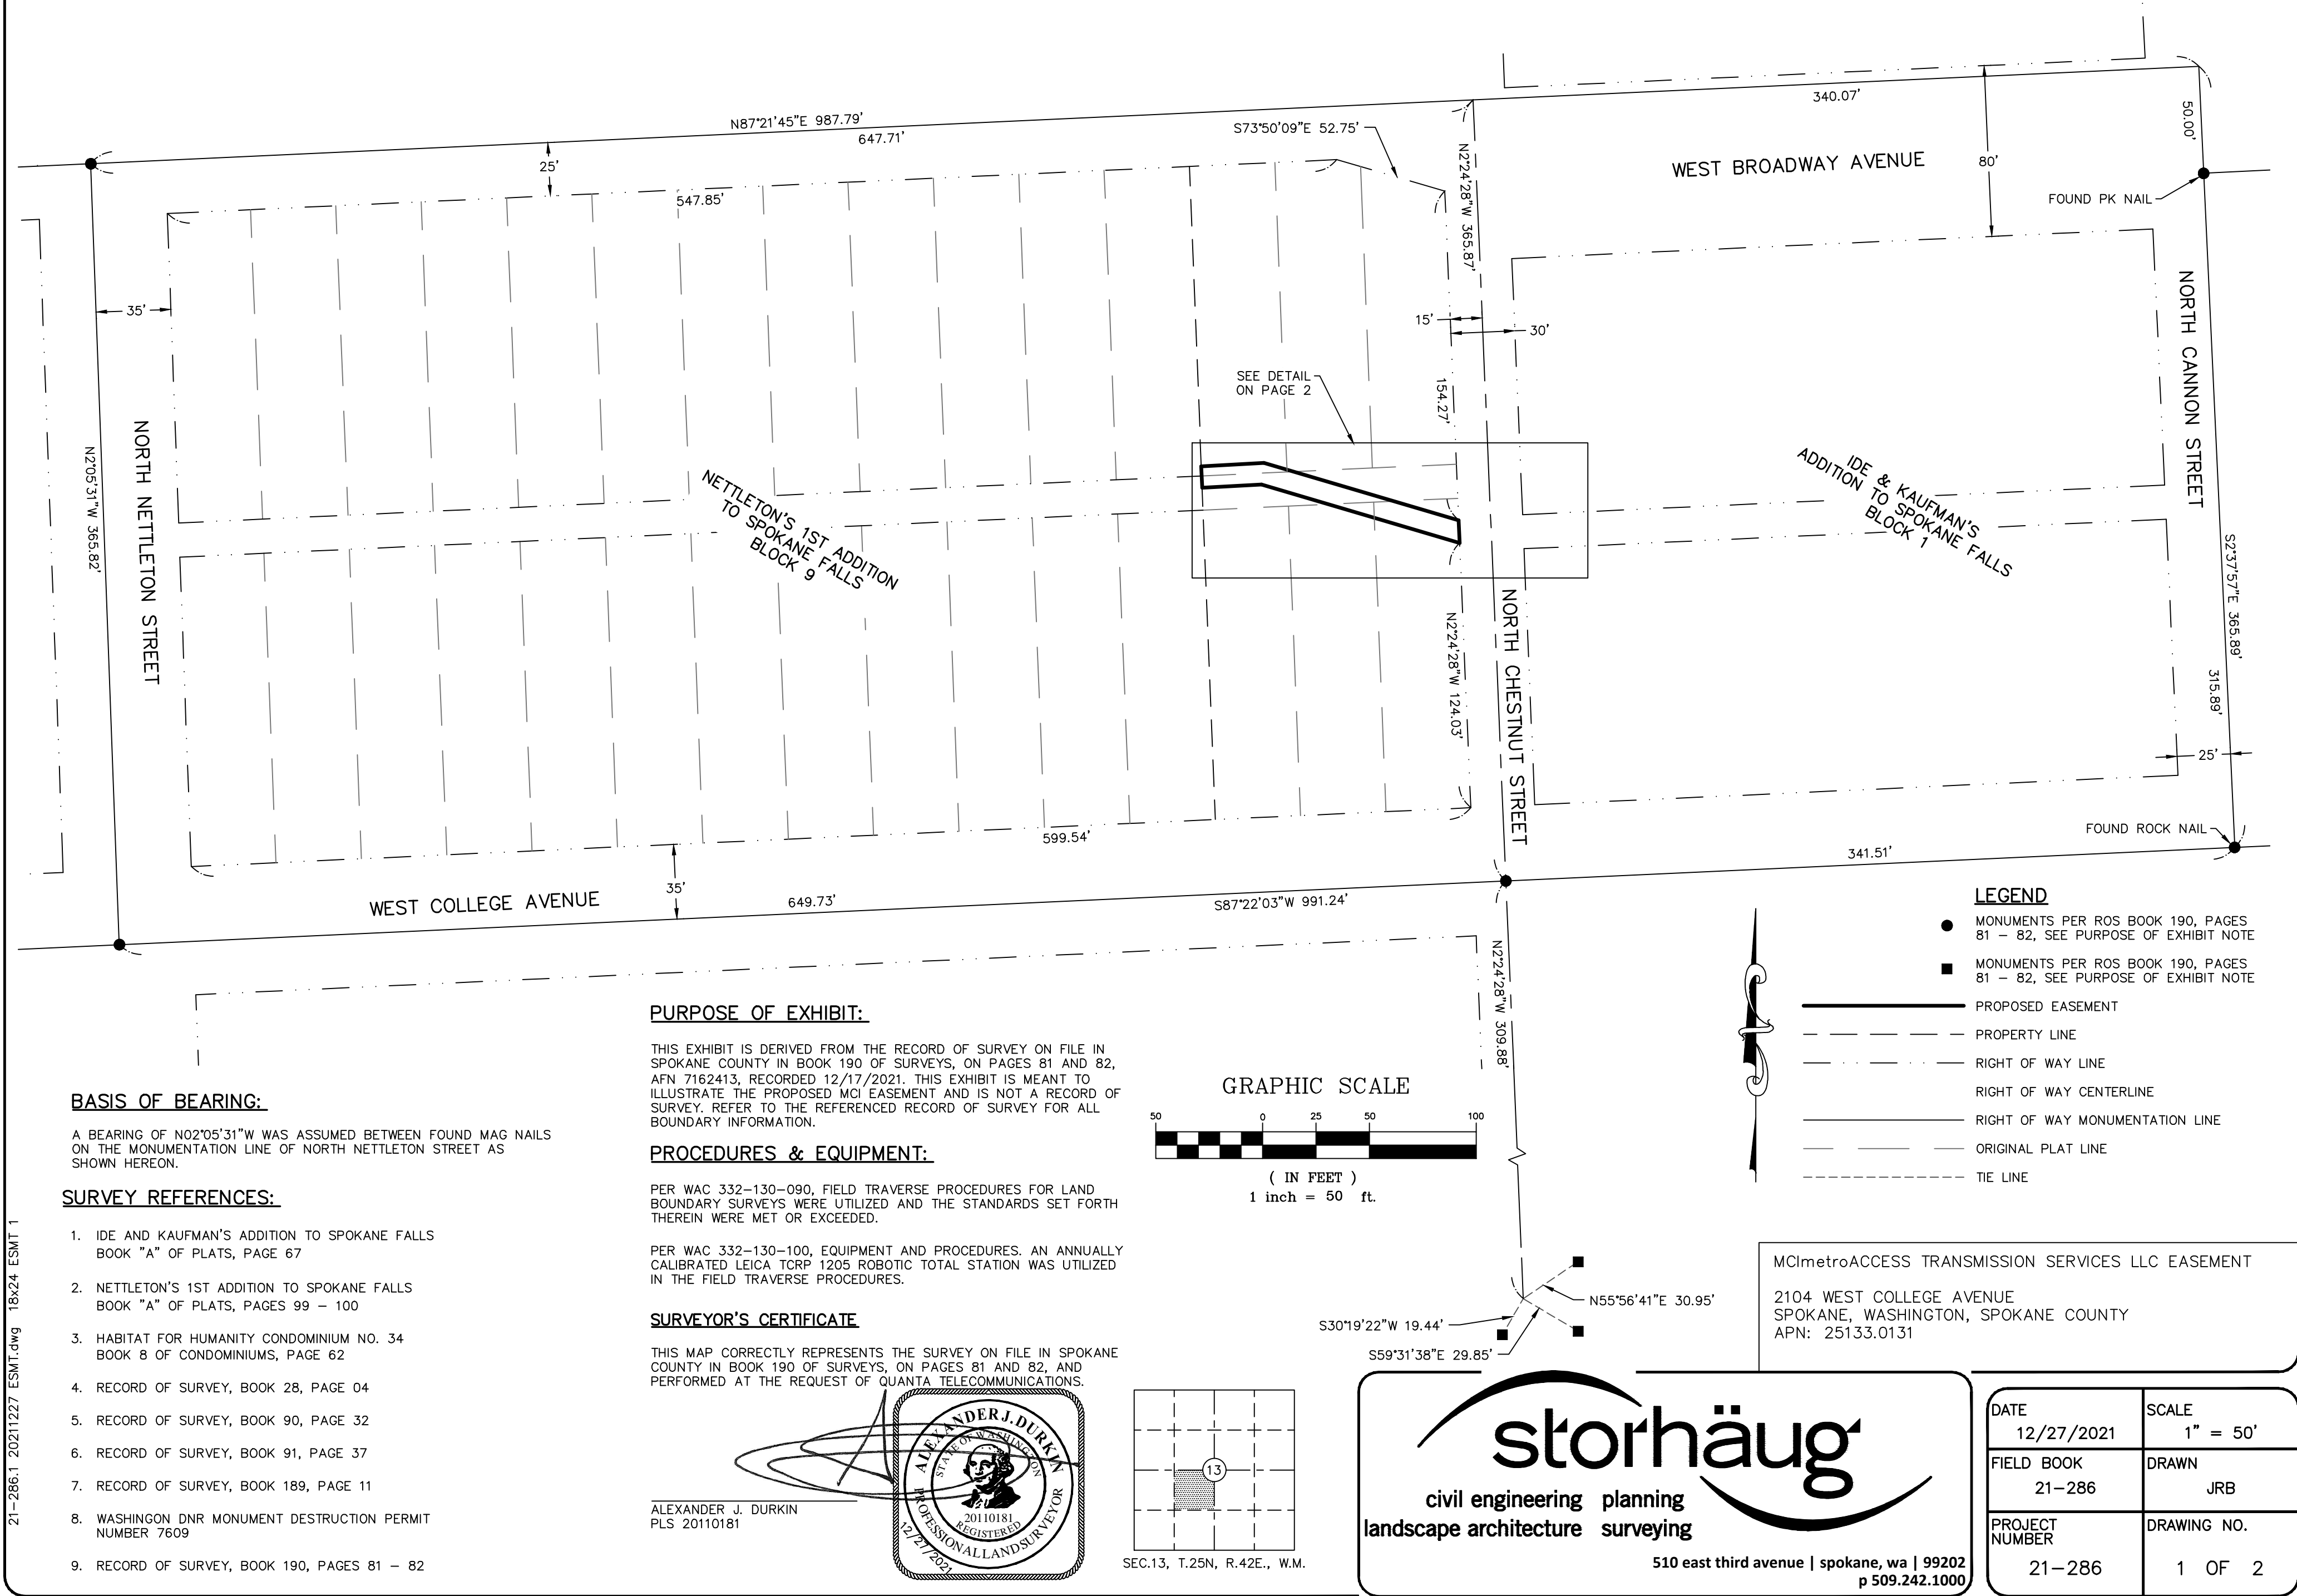 N87°21'45"E 987.79'
647.71'
25'
547.85'
S73°50'09"E 52.75'
340.07'
50.00'
WEST BROADWAY AVENUE
80'
FOUND PK NAIL
N2°24'28"W 365.87'
35'
15'
30'
SEE DETAIL
ON PAGE 2
154.27'
NORTH CANNON STREET
N2°05'31"W 365.82'
NORTH NETTLETON STREET
NETTLETON'S 1ST ADDITION
TO SPOKANE FALLS
BLOCK 9
IDE & KAUFMAN'S
ADDITION TO SPOKANE FALLS
BLOCK 1
S2°37'57"E 365.89'
315.89'
N2°24'28"W 124.03'
NORTH CHESTNUT STREET
25'
FOUND ROCK NAIL
599.54'
341.51'
35'
WEST COLLEGE AVENUE
649.73'
S87°22'03"W 991.24'
N2°24'28"W 309.88'
LEGEND
MONUMENTS PER ROS BOOK 190, PAGES
81 – 82, SEE PURPOSE OF EXHIBIT NOTE
MONUMENTS PER ROS BOOK 190, PAGES
81 – 82, SEE PURPOSE OF EXHIBIT NOTE
PROPOSED EASEMENT
PROPERTY LINE
RIGHT OF WAY LINE
RIGHT OF WAY CENTERLINE
RIGHT OF WAY MONUMENTATION LINE
ORIGINAL PLAT LINE
TIE LINE
BASIS OF BEARING:
A BEARING OF N02°05'31"W WAS ASSUMED BETWEEN FOUND MAG NAILS
ON THE MONUMENTATION LINE OF NORTH NETTLETON STREET AS
SHOWN HEREON.
SURVEY REFERENCES:
1. IDE AND KAUFMAN'S ADDITION TO SPOKANE FALLS
BOOK "A" OF PLATS, PAGE 67
2. NETTLETON'S 1ST ADDITION TO SPOKANE FALLS
BOOK "A" OF PLATS, PAGES 99 – 100
3. HABITAT FOR HUMANITY CONDOMINIUM NO. 34
BOOK 8 OF CONDOMINIUMS, PAGE 62
4. RECORD OF SURVEY, BOOK 28, PAGE 04
5. RECORD OF SURVEY, BOOK 90, PAGE 32
6. RECORD OF SURVEY, BOOK 91, PAGE 37
7. RECORD OF SURVEY, BOOK 189, PAGE 11
8. WASHINGON DNR MONUMENT DESTRUCTION PERMIT
NUMBER 7609
9. RECORD OF SURVEY, BOOK 190, PAGES 81 – 82
21-286.1 20211227 ESMT.dwg 18x24 ESMT 1
PURPOSE OF EXHIBIT:
THIS EXHIBIT IS DERIVED FROM THE RECORD OF SURVEY ON FILE IN
SPOKANE COUNTY IN BOOK 190 OF SURVEYS, ON PAGES 81 AND 82,
AFN 7162413, RECORDED 12/17/2021. THIS EXHIBIT IS MEANT TO
ILLUSTRATE THE PROPOSED MCI EASEMENT AND IS NOT A RECORD OF
SURVEY. REFER TO THE REFERENCED RECORD OF SURVEY FOR ALL
BOUNDARY INFORMATION.
PROCEDURES & EQUIPMENT:
PER WAC 332-130-090, FIELD TRAVERSE PROCEDURES FOR LAND
BOUNDARY SURVEYS WERE UTILIZED AND THE STANDARDS SET FORTH
THEREIN WERE MET OR EXCEEDED.
PER WAC 332-130-100, EQUIPMENT AND PROCEDURES. AN ANNUALLY
CALIBRATED LEICA TCRP 1205 ROBOTIC TOTAL STATION WAS UTILIZED
IN THE FIELD TRAVERSE PROCEDURES.
SURVEYOR'S CERTIFICATE
THIS MAP CORRECTLY REPRESENTS THE SURVEY ON FILE IN SPOKANE
COUNTY IN BOOK 190 OF SURVEYS, ON PAGES 81 AND 82, AND
PERFORMED AT THE REQUEST OF QUANTA TELECOMMUNICATIONS.
ALEXANDER J. DURKIN
PLS 20110181
ALEXANDER J. DURKIN
STATE OF WASHINGTON
20110181
REGISTERED
PROFESSIONAL LAND SURVEYOR
12/27/2021
GRAPHIC SCALE
50 0 25 50 100
( IN FEET )
1 inch = 50 ft.
N55°56'41"E 30.95'
S30°19'22"W 19.44'
S59°31'38"E 29.85'
13
SEC.13, T.25N, R.42E., W.M.
MCImetroACCESS TRANSMISSION SERVICES LLC EASEMENT
2104 WEST COLLEGE AVENUE
SPOKANE, WASHINGTON, SPOKANE COUNTY
APN: 25133.0131
storhäug
civil engineering planning
landscape architecture surveying
510 east third avenue | spokane, wa | 99202
p 509.242.1000
DATE
12/27/2021
SCALE
1" = 50'
FIELD BOOK
21-286
DRAWN
JRB
PROJECT
NUMBER
21-286
DRAWING NO.
1 OF 2